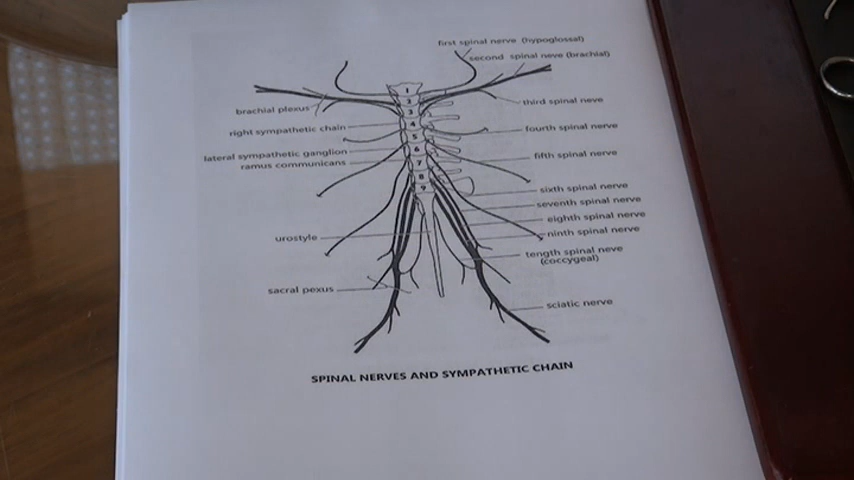 first spinal nerve (hypoglossal)
second spinal neve (brachial)
brachial plexus
third spinal neve
right sympathetic chain
fourth spinal nerve
lateral sympathetic ganglion
ramus communicans
fifth spinal nerve
sixth spinal nerve
seventh spinal nerve
eighth spinal nerve
ninth spinal nerve
urostyle
tength spinal neve
(coccygeal)
sacral pexus
sciatic nerve
1
2
3
4
5
6
8
9
SPINAL NERVES AND SYMPATHETIC CHAIN